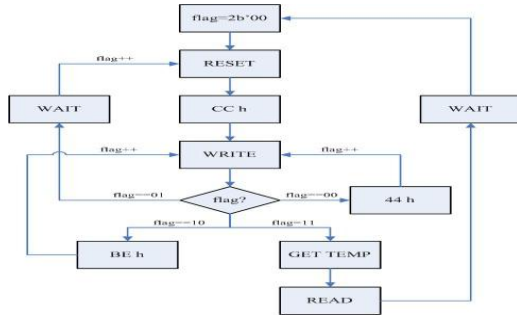 flag=2b'00
flag++
RESET
WAIT
CC h
WAIT
flag++
WRITE
flag++
flag==01
flag?
flag==00
44 h
flag==10
flag=11
BE h
GET TEMP
READ